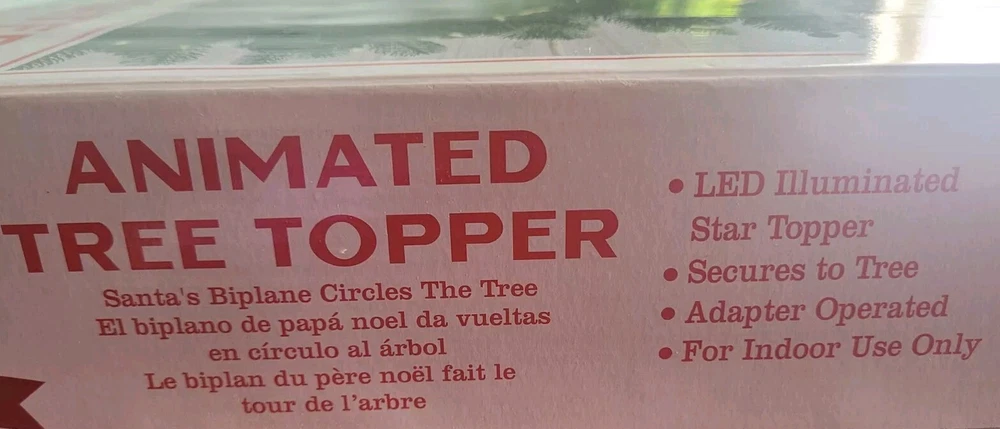 ANIMATED
TREE TOPPER
Santa's Biplane Circles The Tree
El biplano de papá noel da vueltas
en círculo al árbol
Le biplan du père noël fait le
tour de l'arbre
• LED Illuminated
Star Topper
• Secures to Tree
• Adapter Operated
• For Indoor Use Only